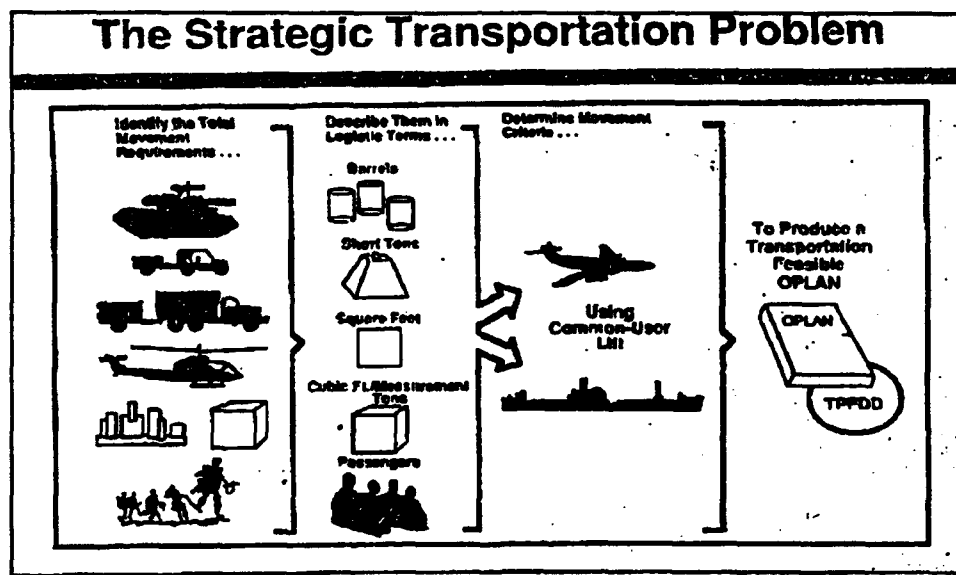 The Strategic Transportation Problem
Identify the Total
Movement
Requirements . . .
Describe Them in
Logistic Terms . . .
Barrels
Short Tons
Square Feet
Cubic Ft./Measurement
Tons
Passengers
Determine Movement
Criteria . . .
Using
Common-User
Lift
To Produce a
Transportation
Feasible
OPLAN
OPLAN
TPFDD